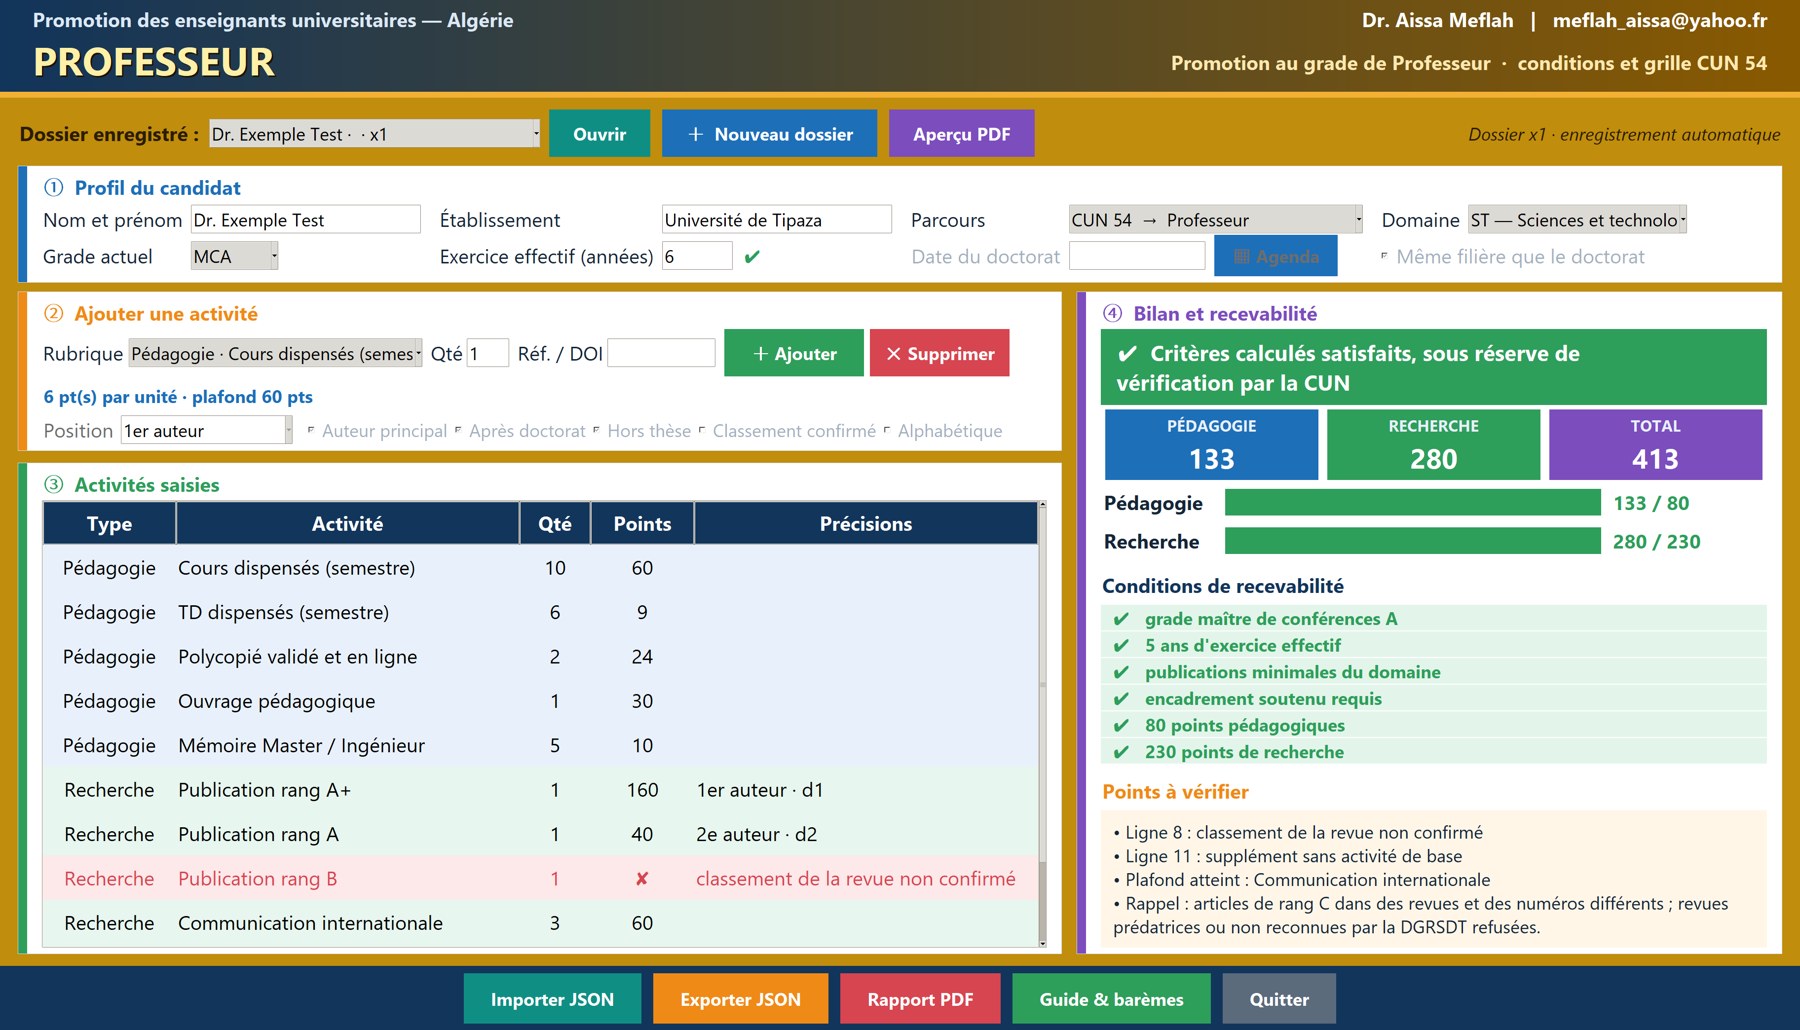 Promotion des enseignants universitaires — Algérie
Dr. Aissa Meflah | meflah_aissa@yahoo.fr
PROFESSEUR
Promotion au grade de Professeur · conditions et grille CUN 54
Dossier enregistré : Dr. Exemple Test · · x1 Ouvrir + Nouveau dossier Aperçu PDF Dossier x1 · enregistrement automatique
① Profil du candidat
Nom et prénom Dr. Exemple Test Établissement Université de Tipaza Parcours CUN 54 → Professeur Domaine ST — Sciences et technolo
Grade actuel MCA Exercice effectif (années) 6 ✔ Date du doctorat Agenda Même filière que le doctorat
② Ajouter une activité
Rubrique Pédagogie · Cours dispensés (semes Qté 1 Réf. / DOI + Ajouter ✕ Supprimer
6 pt(s) par unité · plafond 60 pts
Position 1er auteur Auteur principal Après doctorat Hors thèse Classement confirmé Alphabétique
③ Activités saisies
Type Activité Qté Points Précisions
Pédagogie Cours dispensés (semestre) 10 60
Pédagogie TD dispensés (semestre) 6 9
Pédagogie Polycopié validé et en ligne 2 24
Pédagogie Ouvrage pédagogique 1 30
Pédagogie Mémoire Master / Ingénieur 5 10
Recherche Publication rang A+ 1 160 1er auteur · d1
Recherche Publication rang A 1 40 2e auteur · d2
Recherche Publication rang B 1 ✘ classement de la revue non confirmé
Recherche Communication internationale 3 60
④ Bilan et recevabilité
✔ Critères calculés satisfaits, sous réserve de
vérification par la CUN
PÉDAGOGIE RECHERCHE TOTAL
133 280 413
Pédagogie 133 / 80
Recherche 280 / 230
Conditions de recevabilité
✔ grade maître de conférences A
✔ 5 ans d'exercice effectif
✔ publications minimales du domaine
✔ encadrement soutenu requis
✔ 80 points pédagogiques
✔ 230 points de recherche
Points à vérifier
• Ligne 8 : classement de la revue non confirmé
• Ligne 11 : supplément sans activité de base
• Plafond atteint : Communication internationale
• Rappel : articles de rang C dans des revues et des numéros différents ; revues
prédatrices ou non reconnues par la DGRSDT refusées.
Importer JSON Exporter JSON Rapport PDF Guide & barèmes Quitter